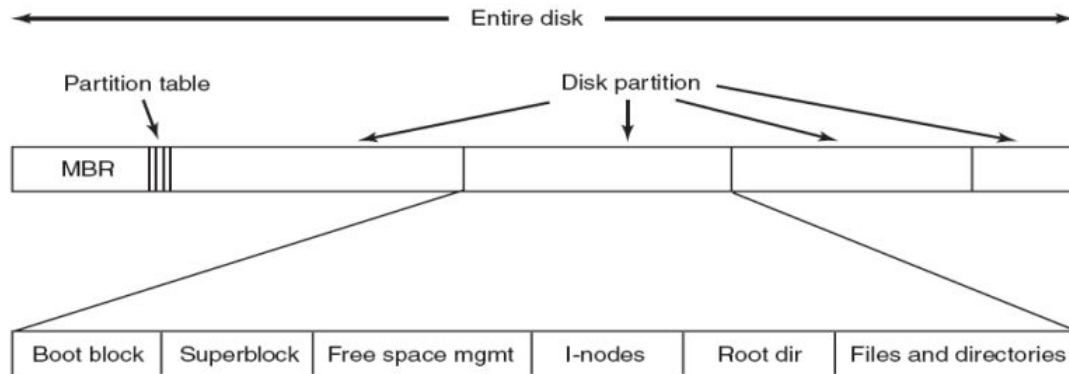 Entire disk
Partition table
Disk partition
MBR
Boot block
Superblock
Free space mgmt
I-nodes
Root dir
Files and directories